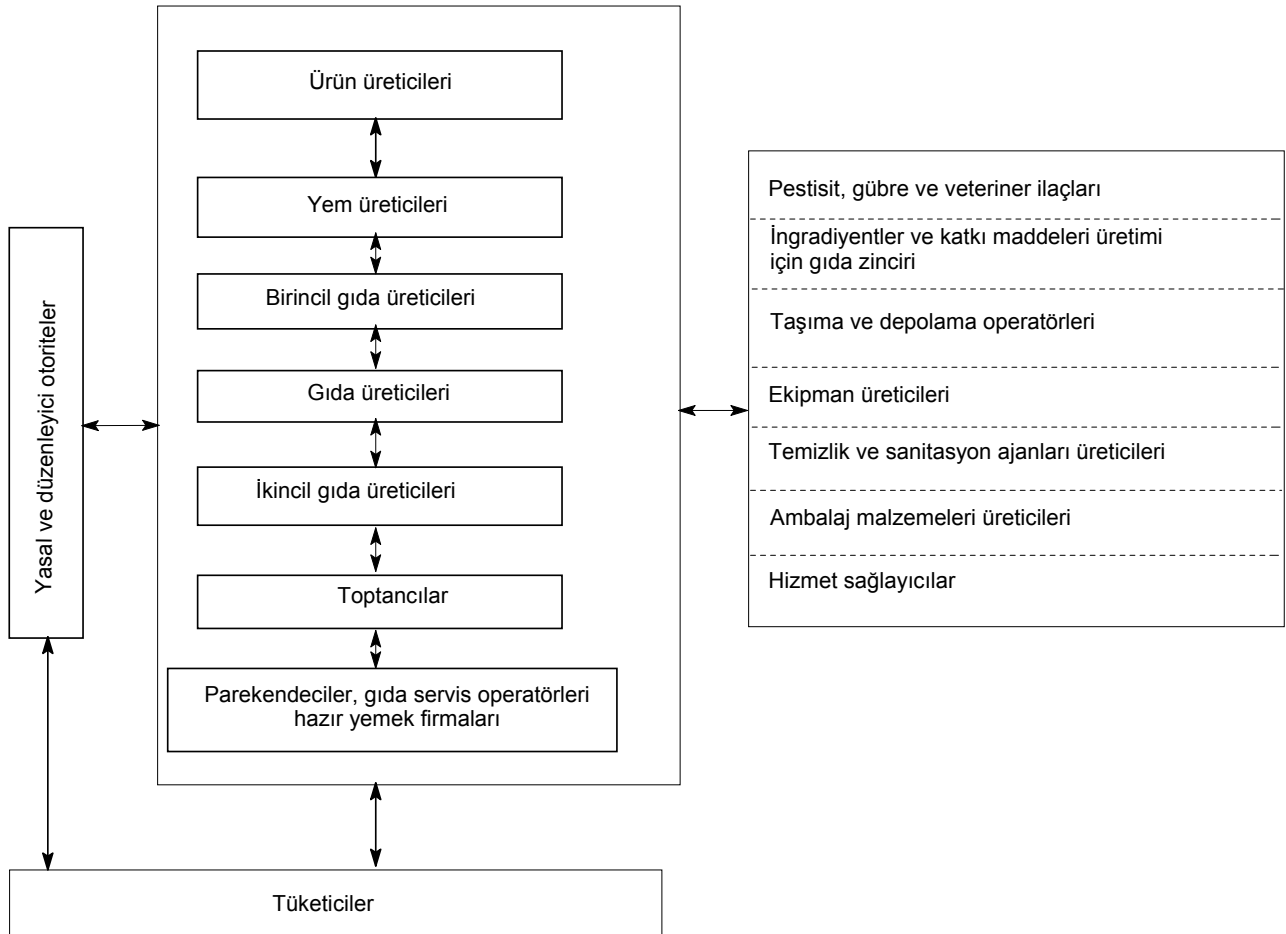 Ürün üreticileri
Yem üreticileri
Birincil gıda üreticileri
Gıda üreticileri
İkincil gıda üreticileri
Toptancılar
Parekendeciler, gıda servis operatörleri
hazır yemek firmaları
Yasal ve düzenleyici otoriteler
Pestisit, gübre ve veteriner ilaçları
İngradiyentler ve katkı maddeleri üretimi
için gıda zinciri
Taşıma ve depolama operatörleri
Ekipman üreticileri
Temizlik ve sanitasyon ajanları üreticileri
Ambalaj malzemeleri üreticileri
Hizmet sağlayıcılar
Tüketiciler